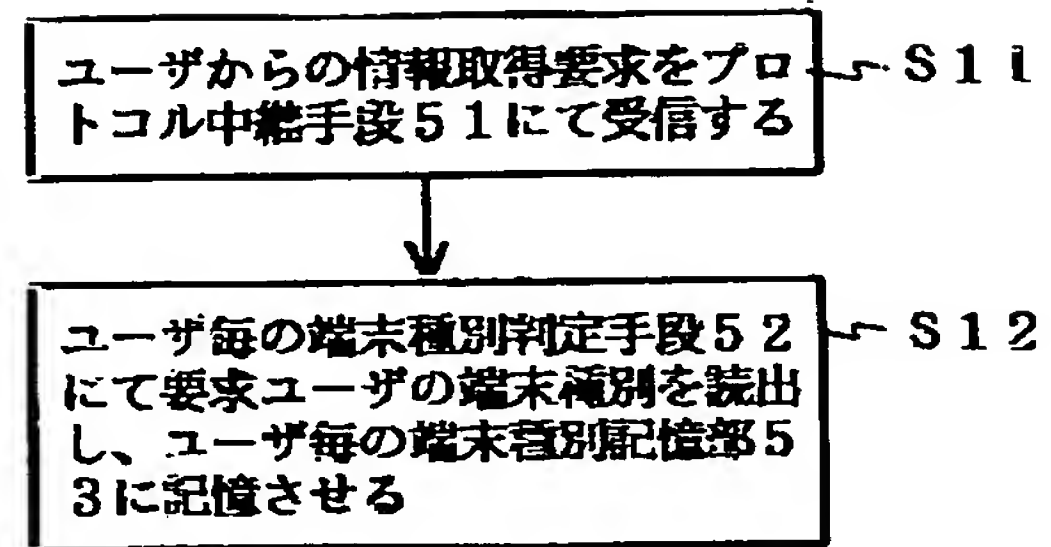 ユーザからの情報取得要求をプロ
トコル中継手段51にて受信する
S11
ユーザ毎の端末種別判定手段52
にて要求ユーザの端末種別を読出
し、ユーザ毎の端末種別記憶部5
3に記憶させる
S12